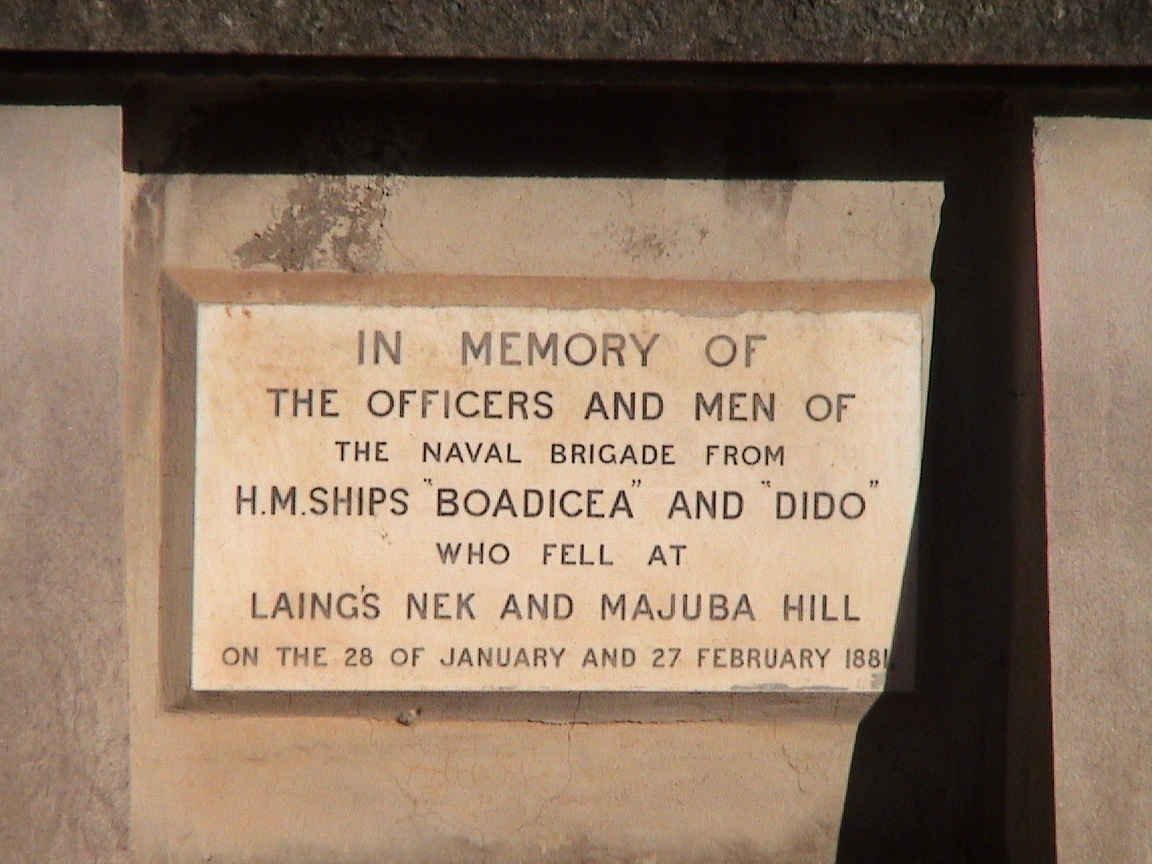 IN MEMORY OF
THE OFFICERS AND MEN OF
THE NAVAL BRIGADE FROM
H.M.SHIPS "BOADICEA" AND "DIDO"
WHO FELL AT
LAING'S NEK AND MAJUBA HILL
ON THE 28 OF JANUARY AND 27 FEBRUARY 1881.